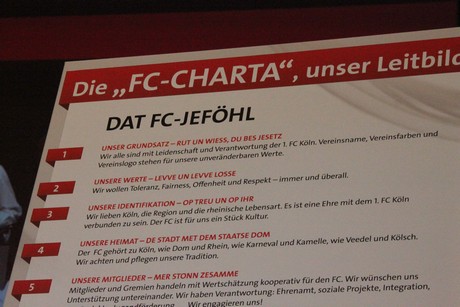 Die „FC-CHARTA“, unser Leitbild
DAT FC-JEFÖHL
1
UNSER GRUNDSATZ – RUT UN WIESS, DU BES JESETZ
Wir alle sind mit Leidenschaft und Verantwortung der 1. FC Köln. Vereinsname, Vereinsfarben und
Vereinslogo stehen für unsere unveränderbaren Werte.
2
UNSERE WERTE – LEVVE UN LEVVE LOSSE
Wir wollen Toleranz, Fairness, Offenheit und Respekt – immer und überall.
3
UNSERE IDENTIFIKATION – OP TREU UN OP IHR
Wir lieben Köln, die Region und die rheinische Lebensart. Es ist eine Ehre mit dem 1. FC Köln
verbunden zu sein. Der FC ist für uns ein Stück Kultur.
4
UNSERE HEIMAT – DE STADT MET DEM STAATSE DOM
Der FC gehört zu Köln, wie Dom und Rhein, wie Karneval und Kamelle, wie Veedel und Kölsch.
Wir achten und pflegen unsere Tradition.
5
UNSERE MITGLIEDER – MER STONN ZESAMME
Mitglieder und Gremien handeln mit Wertschätzung kooperativ für den FC. Wir wünschen uns
Unterstützung untereinander. Wir haben Verantwortung: Ehrenamt, soziale Projekte, Integration,
Wir engagieren uns!